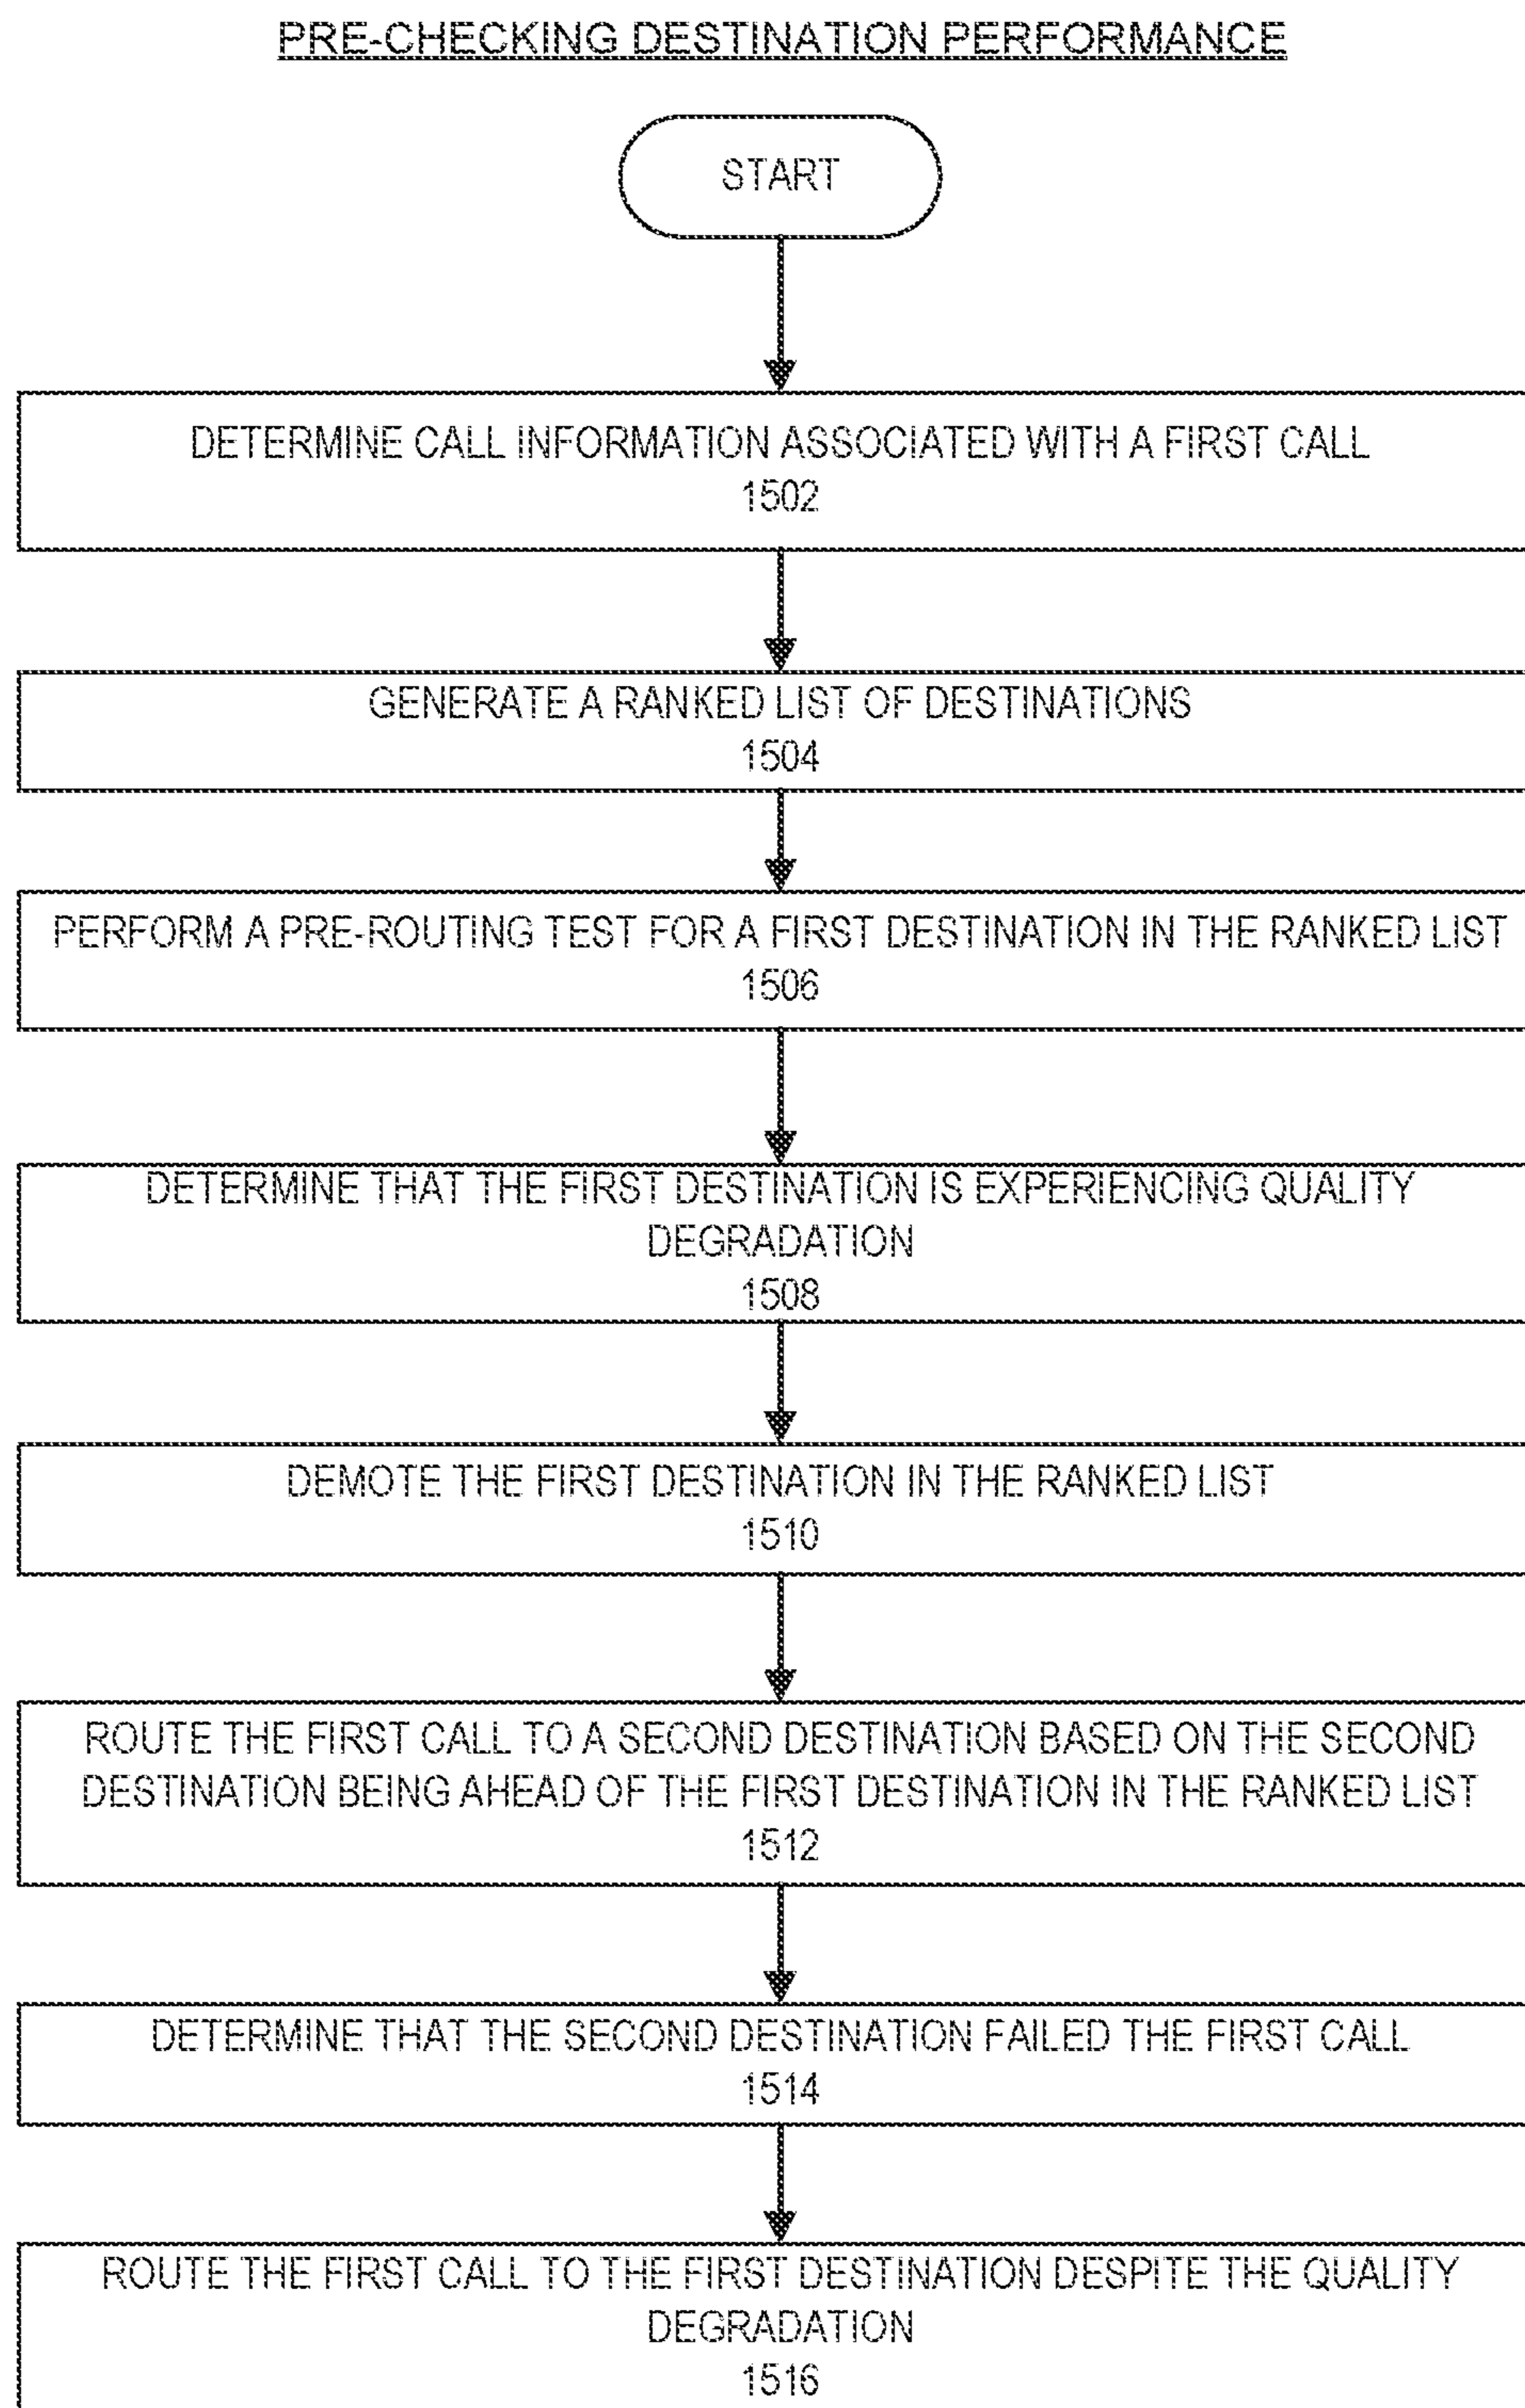 PRE-CHECKING DESTINATION PERFORMANCE
START
DETERMINE CALL INFORMATION ASSOCIATED WITH A FIRST CALL
1502
GENERATE A RANKED LIST OF DESTINATIONS
1504
PERFORM A PRE-ROUTING TEST FOR A FIRST DESTINATION IN THE RANKED LIST
1506
DETERMINE THAT THE FIRST DESTINATION IS EXPERIENCING QUALITY
DEGRADATION
1508
DEMOTE THE FIRST DESTINATION IN THE RANKED LIST
1510
ROUTE THE FIRST CALL TO A SECOND DESTINATION BASED ON THE SECOND
DESTINATION BEING AHEAD OF THE FIRST DESTINATION IN THE RANKED LIST
1512
DETERMINE THAT THE SECOND DESTINATION FAILED THE FIRST CALL
1514
ROUTE THE FIRST CALL TO THE FIRST DESTINATION DESPITE THE QUALITY
DEGRADATION
1516